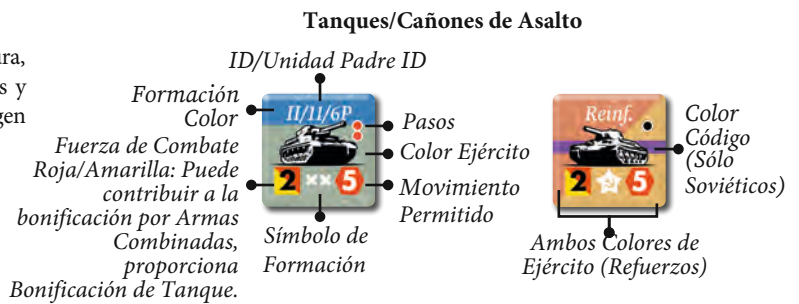 Tanques/Cañones de Asalto
ura,
s y
gen
ID/Unidad Padre ID
Formación
Color
II/11/6P
Pasos
Color Ejército
Fuerza de Combate
Roja/Amarilla: Puede
contribuir a la
bonificación por Armas
Combinadas,
proporciona
Bonificación de Tanque.
2
5
Movimiento
Permitido
Símbolo de
Formación
Reinf.
2
5
Color
Código
(Sólo
Soviéticos)
Ambos Colores de
Ejército (Refuerzos)